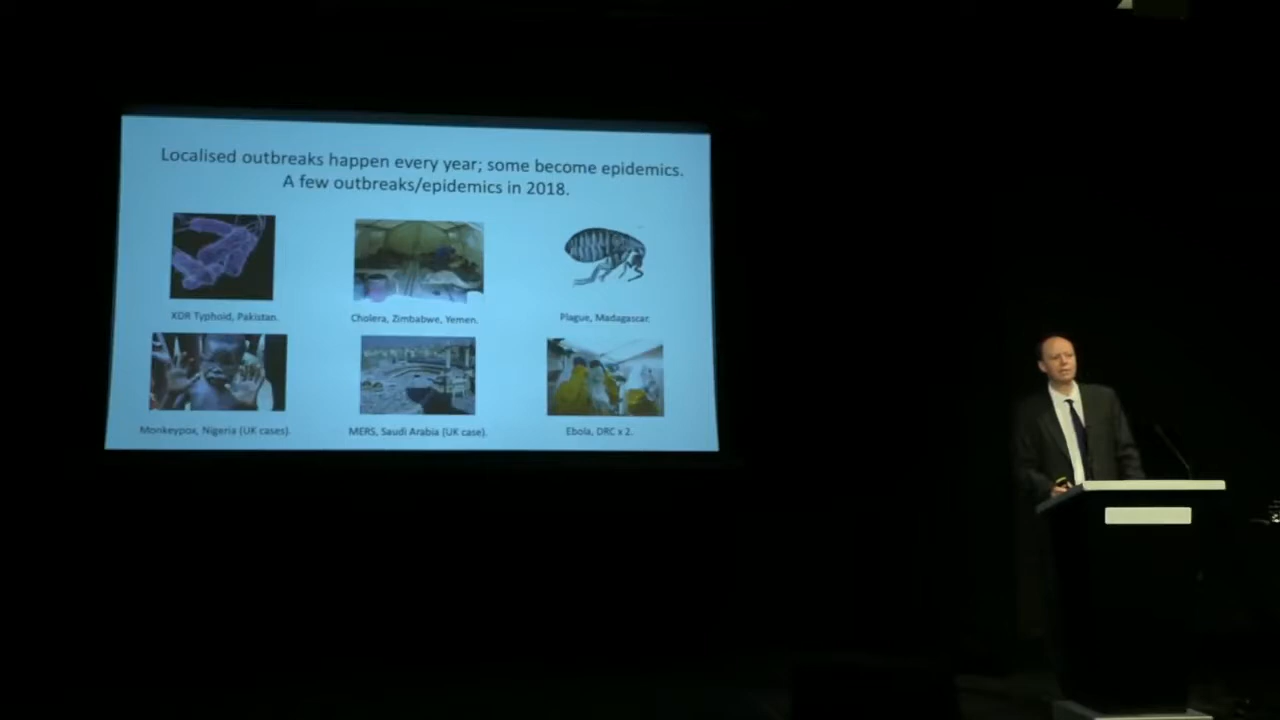 Localised outbreaks happen every year; some become epidemics.
A few outbreaks/epidemics in 2018.
XDR Typhoid, Pakistan.
Cholera, Zimbabwe, Yemen.
Plague, Madagascar.
Monkeypox, Nigeria (UK cases).
MERS, Saudi Arabia (UK case).
Ebola, DRC x 2.